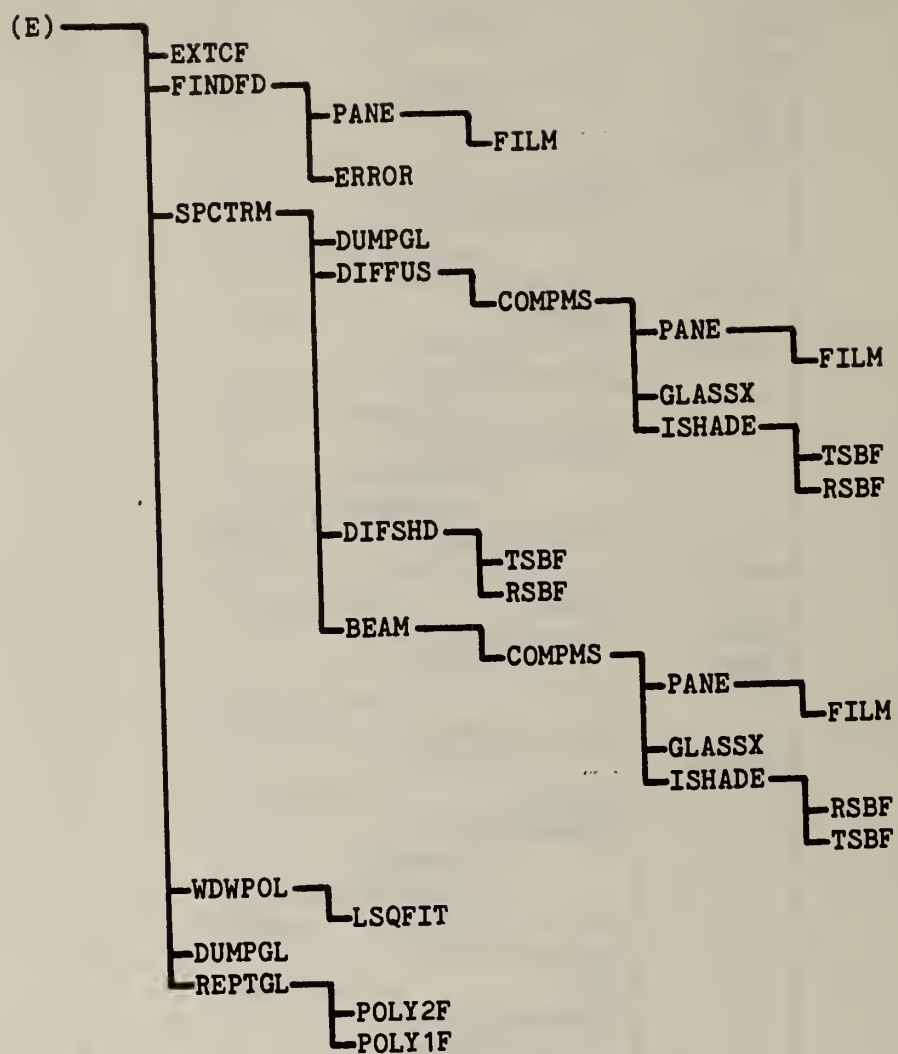 (E)
EXTCF
FINDFD
PANE
FILM
ERROR
SPCTRM
DUMPGL
DIFFUS
COMPMS
PANE
FILM
GLASSX
ISHADE
TSBF
RSBF
DIFSHD
TSBF
RSBF
BEAM
COMPMS
PANE
FILM
GLASSX
ISHADE
RSBF
TSBF
WDWPOL
LSQFIT
DUMPGL
REPTGL
POLY2F
POLY1F